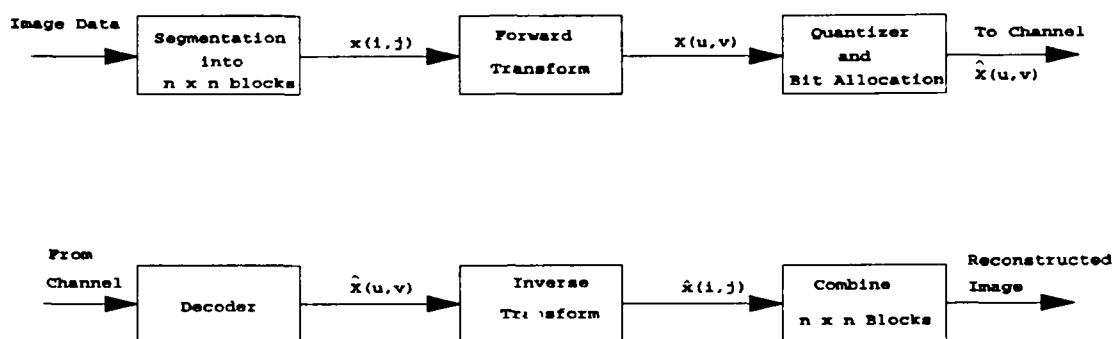 Image Data
Segmentation
into
n x n blocks
x(i,j)
Forward
Transform
X(u,v)
Quantizer
and
Bit Allocation
To Channel
X̂(u,v)
From
Channel
Decoder
X̂(u,v)
Inverse
Transform
x̂(i,j)
Combine
n x n Blocks
Reconstructed
Image